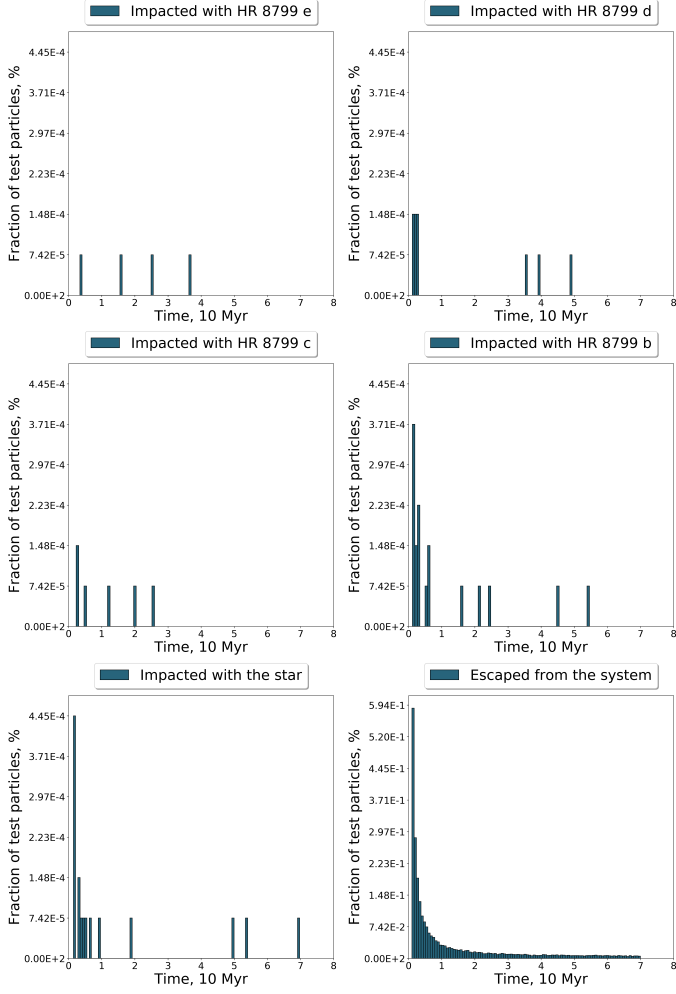 Impacted with HR 8799 e
Fraction of test particles, %
4.45E-4
3.71E-4
2.97E-4
2.23E-4
1.48E-4
7.42E-5
0.00E+2
0 1 2 3 4 5 6 7 8
Time, 10 Myr
Impacted with HR 8799 d
Fraction of test particles, %
4.45E-4
3.71E-4
2.97E-4
2.23E-4
1.48E-4
7.42E-5
0.00E+2
0 1 2 3 4 5 6 7 8
Time, 10 Myr
Impacted with HR 8799 c
Fraction of test particles, %
4.45E-4
3.71E-4
2.97E-4
2.23E-4
1.48E-4
7.42E-5
0.00E+2
0 1 2 3 4 5 6 7 8
Time, 10 Myr
Impacted with HR 8799 b
Fraction of test particles, %
4.45E-4
3.71E-4
2.97E-4
2.23E-4
1.48E-4
7.42E-5
0.00E+2
0 1 2 3 4 5 6 7 8
Time, 10 Myr
Impacted with the star
Fraction of test particles, %
4.45E-4
3.71E-4
2.97E-4
2.23E-4
1.48E-4
7.42E-5
0.00E+2
0 1 2 3 4 5 6 7 8
Time, 10 Myr
Escaped from the system
Fraction of test particles, %
5.94E-1
5.20E-1
4.45E-1
3.71E-1
2.97E-1
2.23E-1
1.48E-1
7.42E-2
0.00E+2
0 1 2 3 4 5 6 7 8
Time, 10 Myr